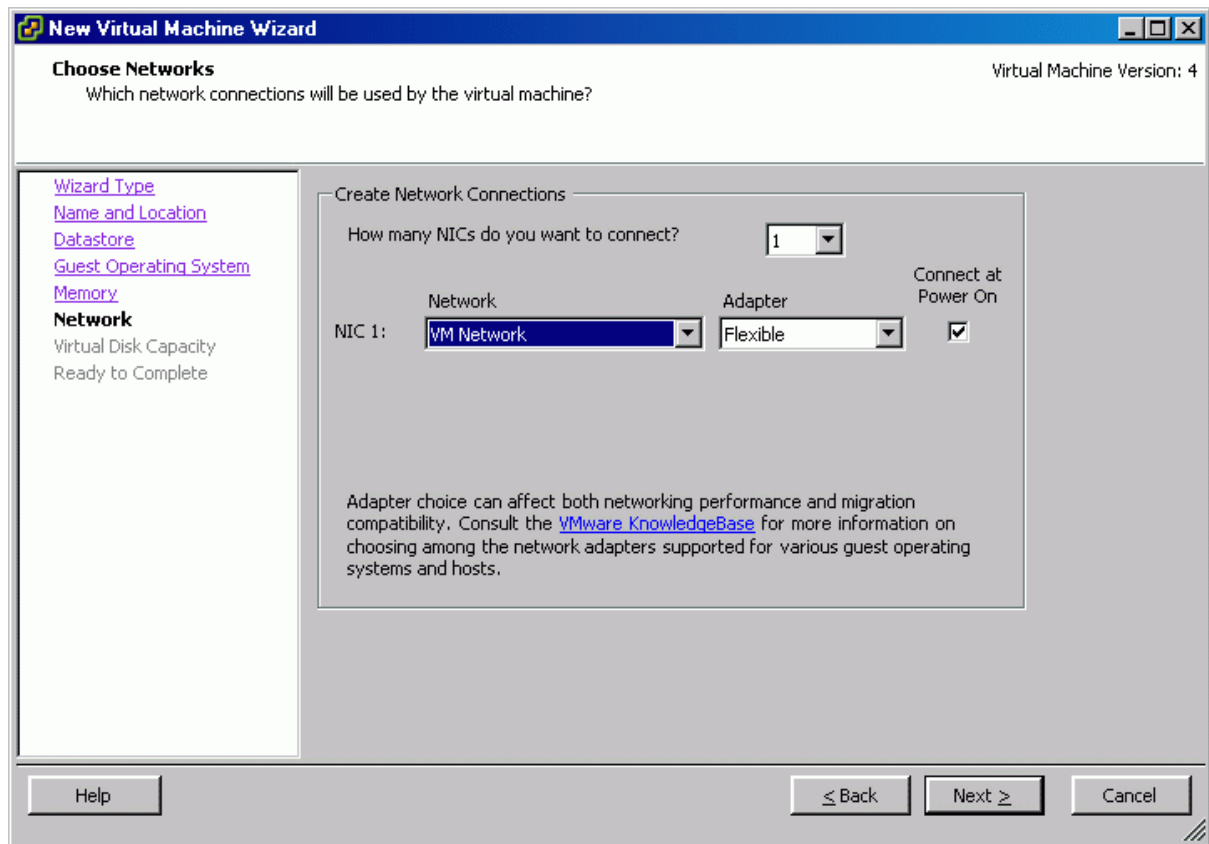 New Virtual Machine Wizard
Choose Networks
Virtual Machine Version: 4
Which network connections will be used by the virtual machine?
Wizard Type
Name and Location
Datastore
Guest Operating System
Memory
Network
Virtual Disk Capacity
Ready to Complete
Create Network Connections
How many NICs do you want to connect?
1
Network
Adapter
Connect at
Power On
NIC 1:
VM Network
Flexible
Adapter choice can affect both networking performance and migration
compatibility. Consult the VMware KnowledgeBase for more information on
choosing among the network adapters supported for various guest operating
systems and hosts.
Help
< Back
Next >
Cancel